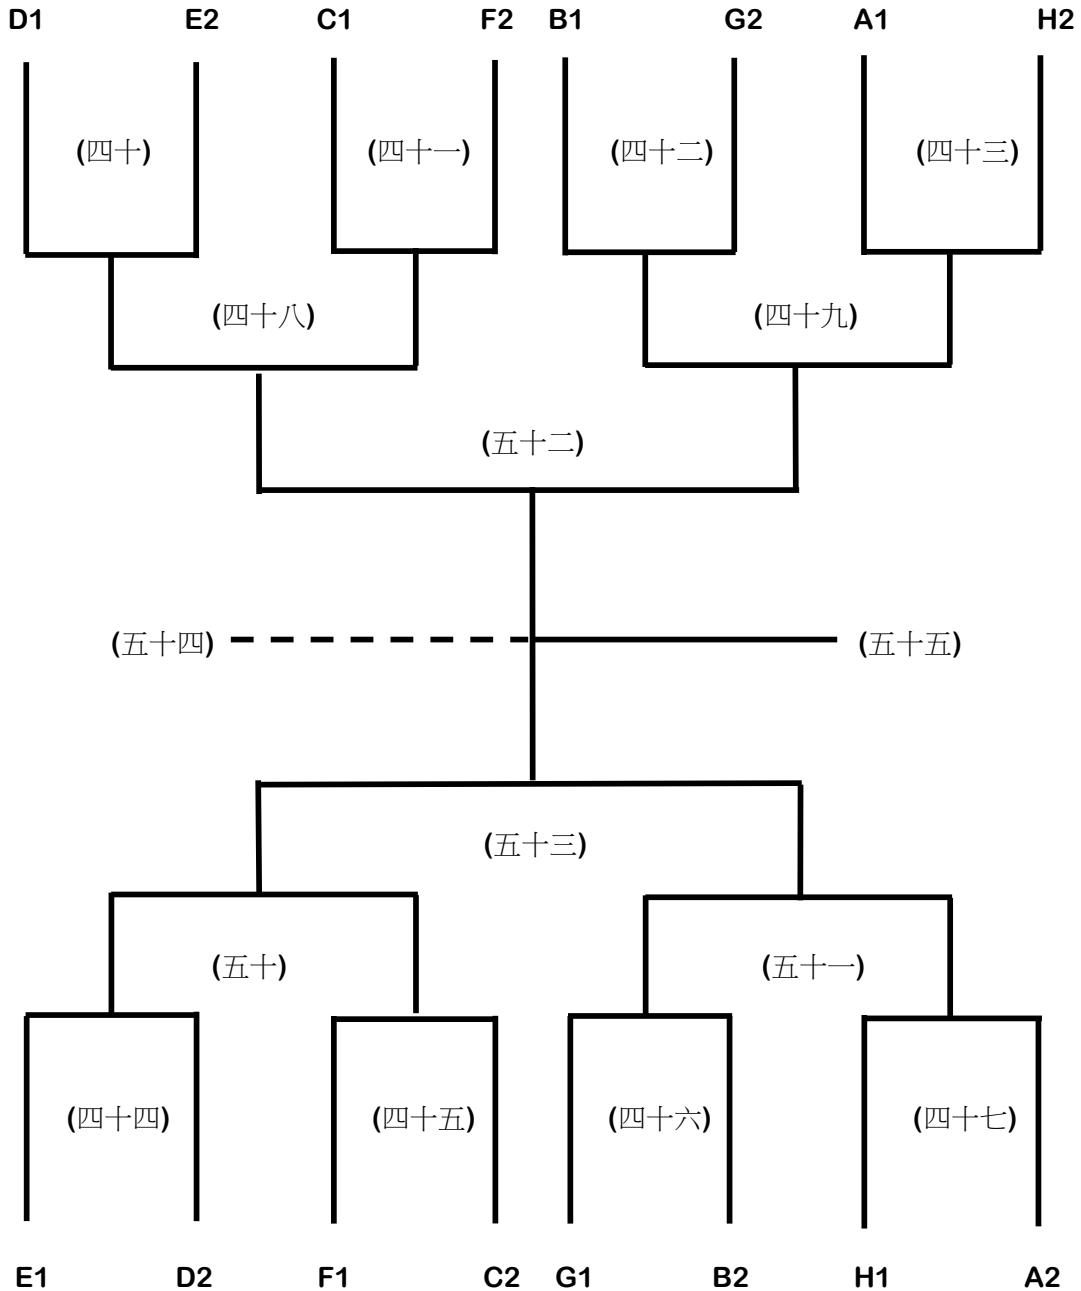 D1 E2 C1 F2 B1 G2 A1 H2
(四十) (四十一) (四十二) (四十三)
(四十八) (四十九)
(五十二)
(五十四) (五十五)
(五十三)
(五十) (五十一)
(四十四) (四十五) (四十六) (四十七)
E1 D2 F1 C2 G1 B2 H1 A2